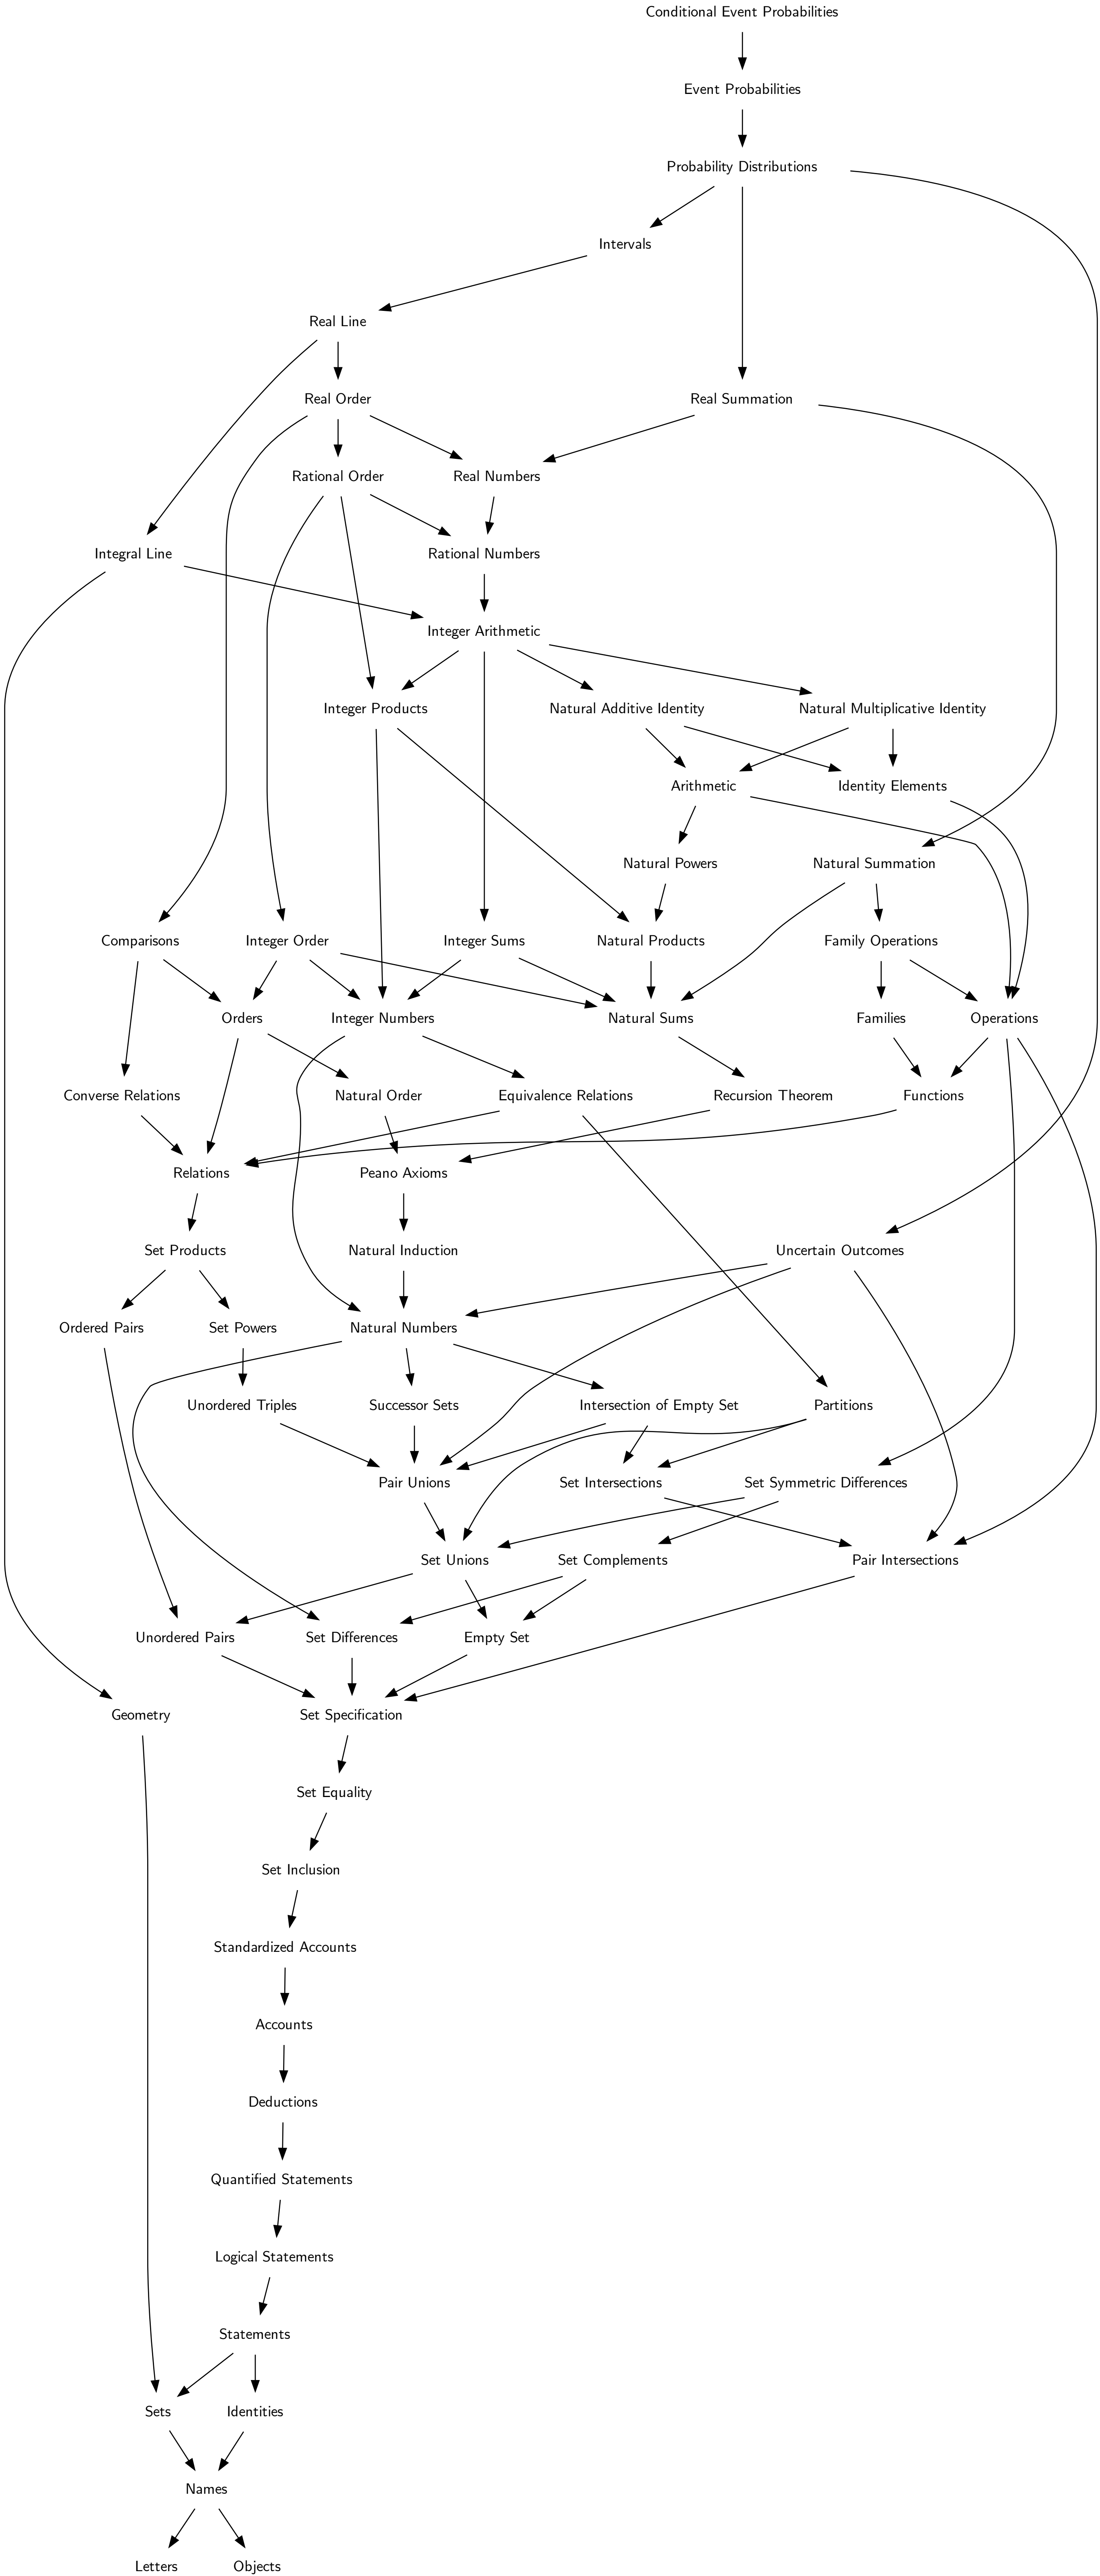 Conditional Event Probabilities
Event Probabilities
Probability Distributions
Intervals
Real Line
Real Order
Real Summation
Rational Order
Real Numbers
Integral Line
Rational Numbers
Integer Arithmetic
Integer Products
Natural Additive Identity
Natural Multiplicative Identity
Arithmetic
Identity Elements
Natural Powers
Natural Summation
Comparisons
Integer Order
Integer Sums
Natural Products
Family Operations
Orders
Integer Numbers
Natural Sums
Families
Operations
Converse Relations
Natural Order
Equivalence Relations
Recursion Theorem
Functions
Relations
Peano Axioms
Set Products
Natural Induction
Uncertain Outcomes
Ordered Pairs
Set Powers
Natural Numbers
Unordered Triples
Successor Sets
Intersection of Empty Set
Partitions
Pair Unions
Set Intersections
Set Symmetric Differences
Set Unions
Set Complements
Pair Intersections
Unordered Pairs
Set Differences
Empty Set
Geometry
Set Specification
Set Equality
Set Inclusion
Standardized Accounts
Accounts
Deductions
Quantified Statements
Logical Statements
Statements
Sets
Identities
Names
Letters
Objects